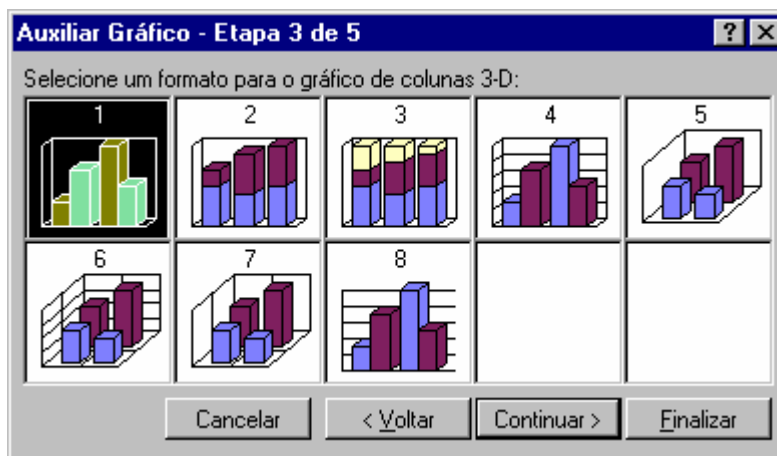 Auxiliar Gráfico - Etapa 3 de 5
Selecione um formato para o gráfico de colunas 3-D:
1 2 3 4 5
6 7 8
Cancelar < Voltar Continuar > Finalizar